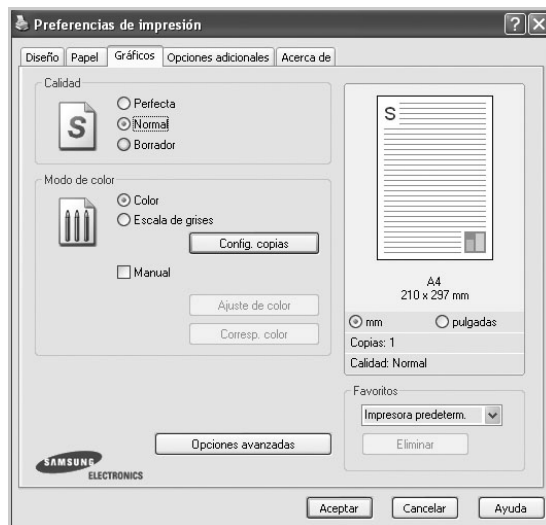 Preferencias de impresión
Diseño Papel Gráficos Opciones adicionales Acerca de
Calidad
S
Perfecta
Normal
Borrador
Modo de color
Color
Escala de grises
Config. copias
Manual
Ajuste de color
Corresp. color
Opciones avanzadas
SAMSUNG
ELECTRONICS
S
A4
210 x 297 mm
mm pulgadas
Copias: 1
Calidad: Normal
Favoritos
Impresora predeterm.
Eliminar
Aceptar Cancelar Ayuda